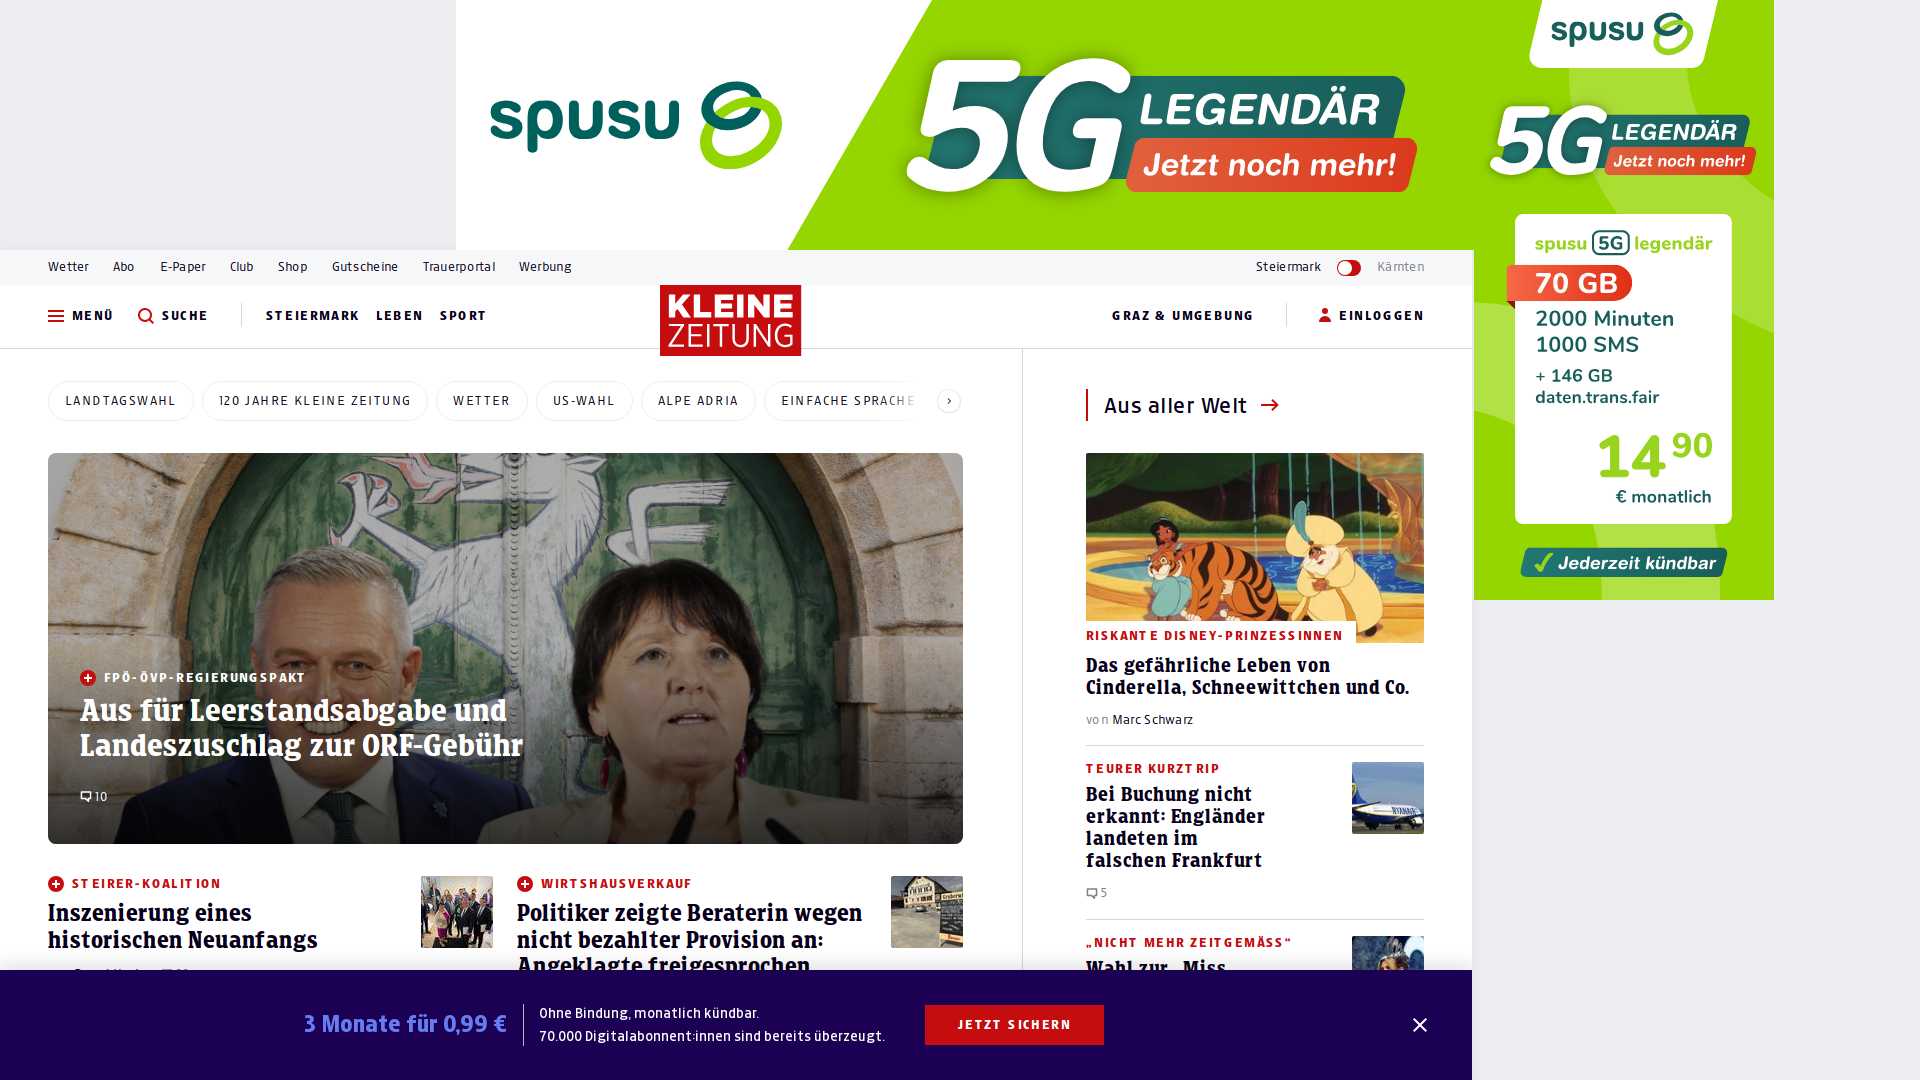 spusu
5G LEGENDÄR
Jetzt noch mehr!
spusu
5G LEGENDÄR
Jetzt noch mehr!
spusu 5G legendär
70 GB
2000 Minuten
1000 SMS
+ 146 GB
daten.trans.fair
14 90
€ monatlich
Jederzeit kündbar
Wetter Abo E-Paper Club Shop Gutscheine Trauerportal Werbung Steiermark Kärnten
MENÜ SUCHE STEIERMARK LEBEN SPORT KLEINE ZEITUNG GRAZ & UMGEBUNG EINLOGGEN
LANDTAGSWAHL 120 JAHRE KLEINE ZEITUNG WETTER US-WAHL ALPE ADRIA EINFACHE SPRACHE
FPÖ-ÖVP-REGIERUNGSPAKT
Aus für Leerstandsabgabe und
Landeszuschlag zur ORF-Gebühr
10
STEIRER-KOALITION
Inszenierung eines
historischen Neuanfangs
WIRTSHAUSVERKAUF
Politiker zeigte Beraterin wegen
nicht bezahlter Provision an:
Angeklagte freigesprochen
Aus aller Welt
RISKANTE DISNEY-PRINZESSINNEN
Das gefährliche Leben von
Cinderella, Schneewittchen und Co.
von Marc Schwarz
TEURER KURZTRIP
Bei Buchung nicht
erkannt: Engländer
landeten im
falschen Frankfurt
RYANAIR
5
„NICHT MEHR ZEITGEMÄSS“
Wahl zur „Miss
3 Monate für 0,99 €
Ohne Bindung, monatlich kündbar.
70.000 Digitalabonnent:innen sind bereits überzeugt.
JETZT SICHERN